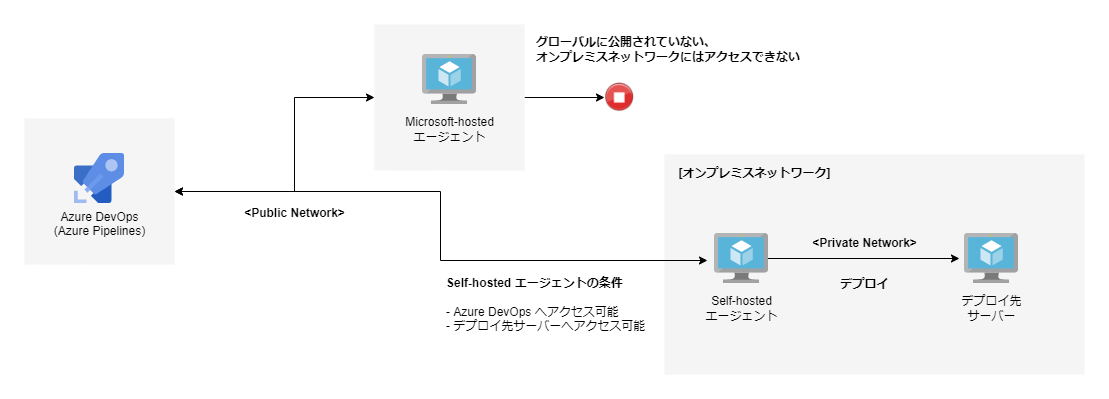 グローバルに公開されていない、
オンプレミスネットワークにはアクセスできない
Microsoft-hosted
エージェント
Azure DevOps
(Azure Pipelines)
<Public Network>
[オンプレミスネットワーク]
Self-hosted エージェントの条件
- Azure DevOps へアクセス可能
- デプロイ先サーバーへアクセス可能
Self-hosted
エージェント
<Private Network>
デプロイ
デプロイ先
サーバー